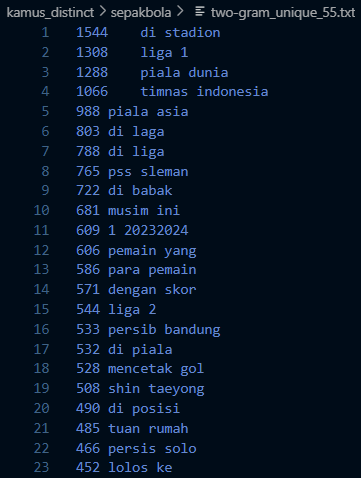 kamus_distinct > sepakbola > two-gram_unique_55.txt
1 1544 di stadion
2 1308 liga 1
3 1288 piala dunia
4 1066 timnas indonesia
5 988 piala asia
6 803 di laga
7 788 di liga
8 765 pss sleman
9 722 di babak
10 681 musim ini
11 609 1 20232024
12 606 pemain yang
13 586 para pemain
14 571 dengan skor
15 544 liga 2
16 533 persib bandung
17 532 di piala
18 528 mencetak gol
19 508 shin taeyong
20 490 di posisi
21 485 tuan rumah
22 466 persis solo
23 452 lolos ke